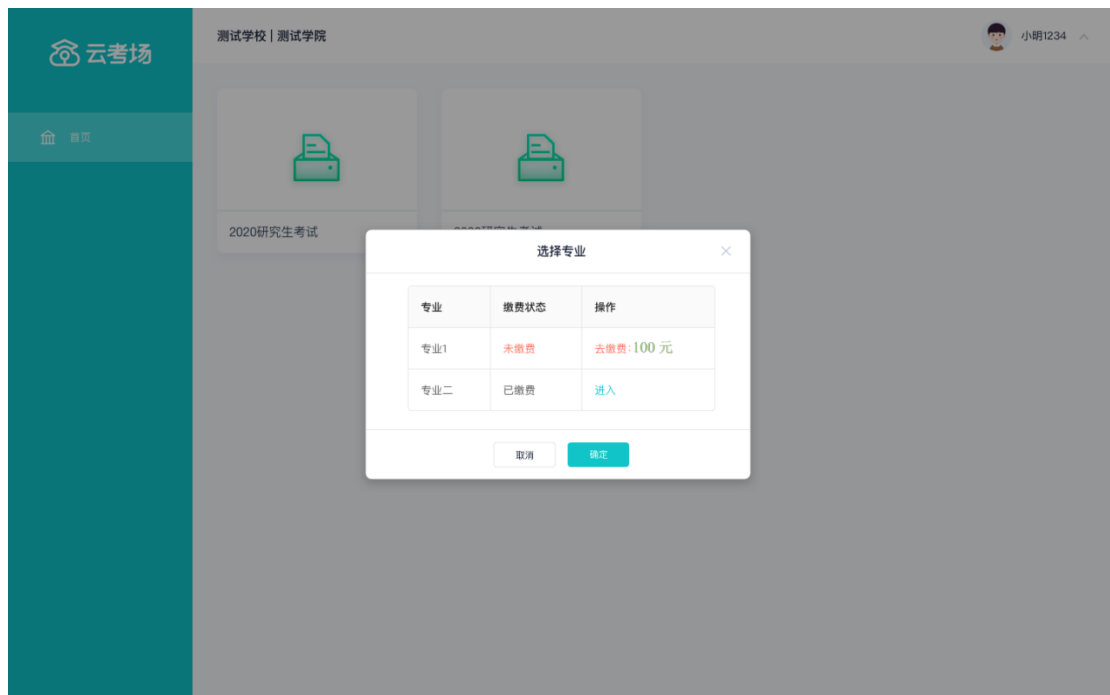 云考场
测试学校 | 测试学院
小明1234
首页
2020研究生考试
选择专业
专业 缴费状态 操作
专业1 未缴费 去缴费:100 元
专业二 已缴费 进入
取消 确定